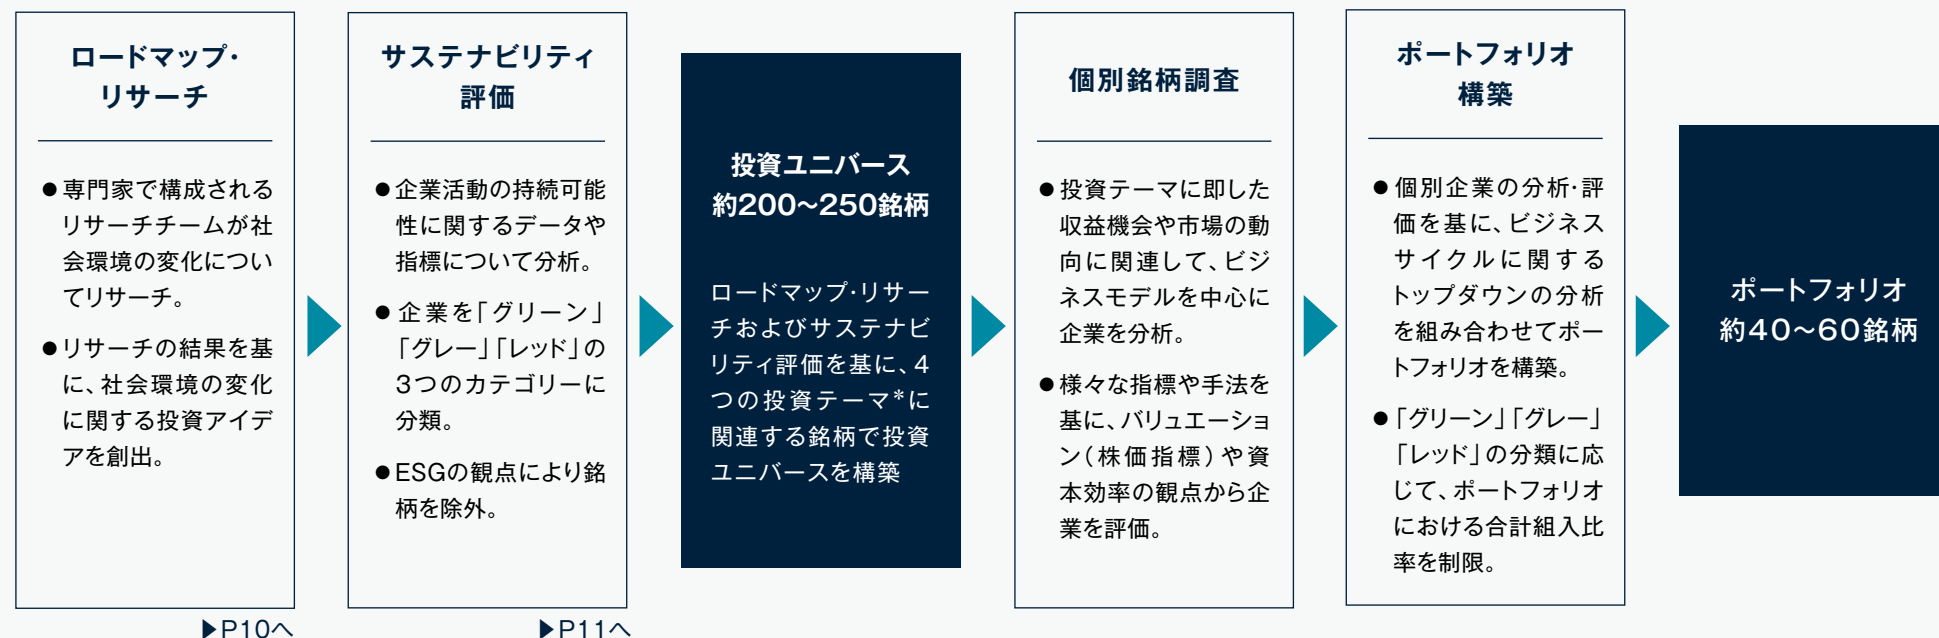 ロードマップ・
リサーチ
●専門家で構成される
リサーチチームが社
会環境の変化につい
てリサーチ。
●リサーチの結果を基
に、社会環境の変化
に関する投資アイデ
アを創出。
▶P10へ
サステナビリティ
評価
●企業活動の持続可能
性に関するデータや
指標について分析。
●企業を「グリーン」
「グレー」「レッド」の
3つのカテゴリーに
分類。
●ESGの観点により銘
柄を除外。
▶P11へ
投資ユニバース
約200〜250銘柄
ロードマップ・リサー
チおよびサステナビ
リティ評価を基に、4
つの投資テーマ*に
関連する銘柄で投資
ユニバースを構築
個別銘柄調査
●投資テーマに即した
収益機会や市場の動
向に関連して、ビジ
ネスモデルを中心に
企業を分析。
●様々な指標や手法を
基に、バリュエーショ
ン（株価指標）や資
本効率の観点から企
業を評価。
ポートフォリオ
構築
●個別企業の分析・評
価を基に、ビジネス
サイクルに関する
トップダウンの分析
を組み合わせてポー
トフォリオを構築。
●「グリーン」「グレー」
「レッド」の分類に応
じて、ポートフォリオ
における合計組入比
率を制限。
ポートフォリオ
約40〜60銘柄